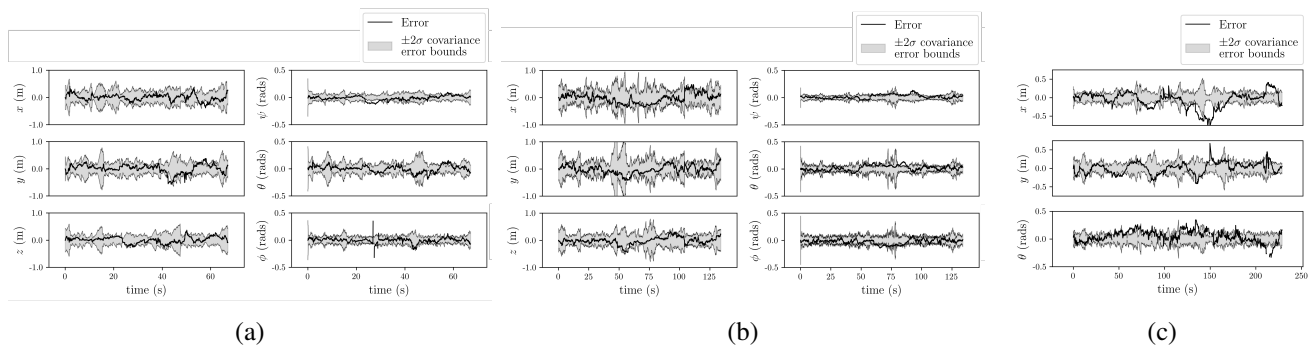 Error
±2σ covariance
error bounds
x (m)
1.0
0.0
-1.0
ψ (rads)
0.5
0.0
-0.5
y (m)
1.0
0.0
-1.0
θ (rads)
0.5
0.0
-0.5
z (m)
1.0
0.0
-1.0
0 20 40 60
time (s)
φ (rads)
0.5
0.0
-0.5
0 20 40 60
time (s)
(a)
Error
±2σ covariance
error bounds
x (m)
1.0
0.0
-1.0
ψ (rads)
0.5
0.0
-0.5
y (m)
1.0
0.0
-1.0
θ (rads)
0.5
0.0
-0.5
z (m)
1.0
0.0
-1.0
0 25 50 75 100 125
time (s)
ϕ (rads)
0.5
0.0
-0.5
0 25 50 75 100 125
time (s)
(b)
Error
±2σ covariance
error bounds
x (m)
0.5
0.0
-0.5
y (m)
0.5
0.0
-0.5
θ (rads)
0.5
0.0
-0.5
0 50 100 150 200 250
time (s)
(c)